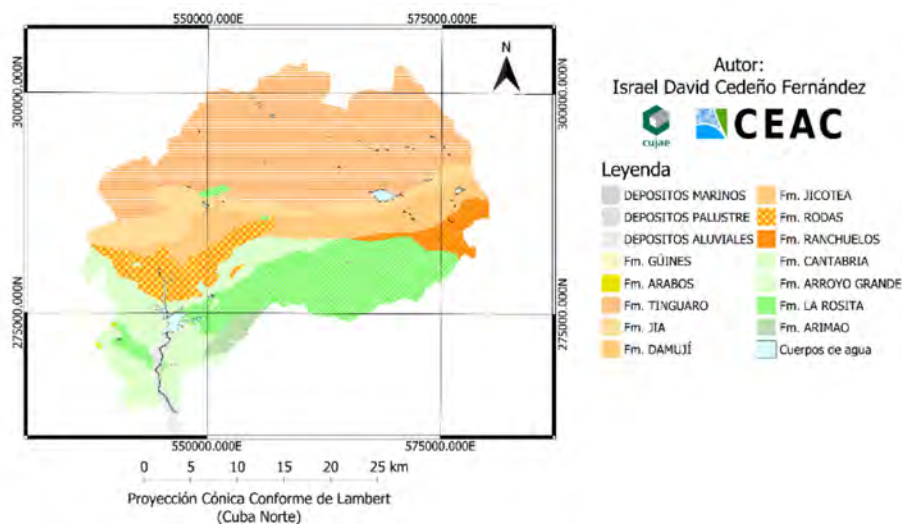 550000.000E 575000.000E
300000.000N 300000.000N
N
275000.000N 275000.000N
550000.000E 575000.000E
0 5 10 15 20 25 km
Proyección Cónica Conforme de Lambert
(Cuba Norte)
Autor:
Israel David Cedeño Fernández
cujae CEAC
Leyenda
DEPOSITOS MARINOS
DEPOSITOS PALUSTRE
DEPOSITOS ALUVIALES
Fm. GÜINES
Fm. ARABOS
Fm. TINGUARO
Fm. JIA
Fm. DAMUJÍ
Fm. JICOTEA
Fm. RODAS
Fm. RANCHUELOS
Fm. CANTABRIA
Fm. ARROYO GRANDE
Fm. LA ROSITA
Fm. ARIMAO
Cuerpos de agua